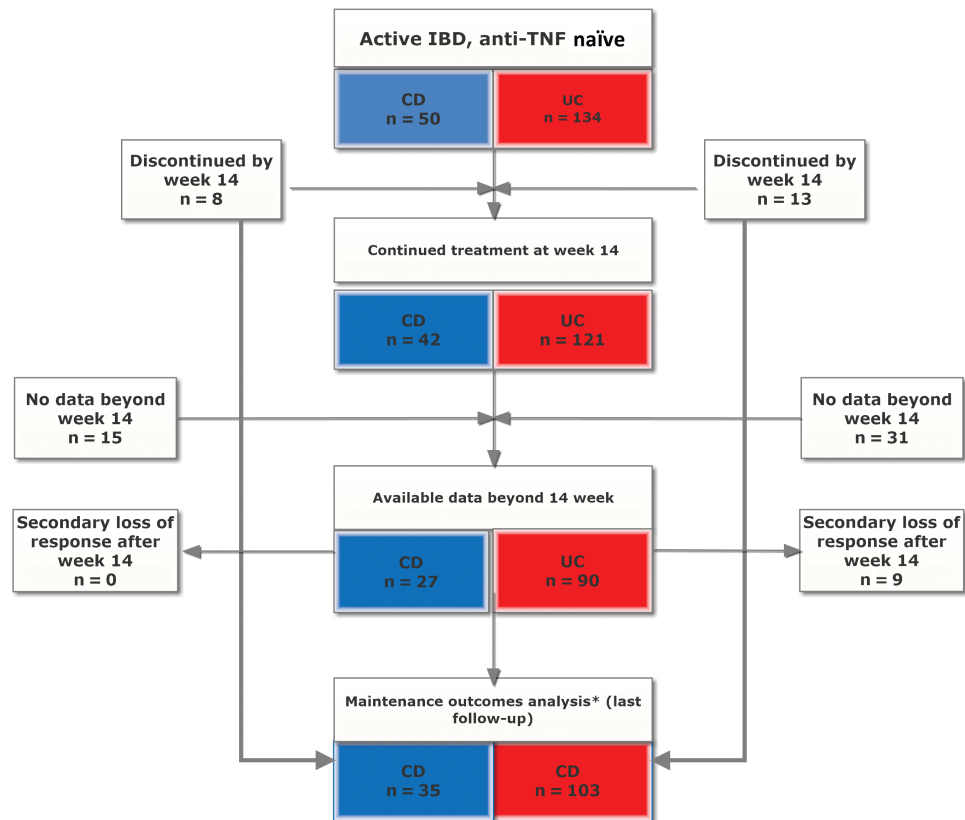 Active IBD, anti-TNF naïve
CD
n = 50
UC
n = 134
Discontinued by
week 14
n = 8
Discontinued by
week 14
n = 13
Continued treatment at week 14
CD
n = 42
UC
n = 121
No data beyond
week 14
n = 15
No data beyond
week 14
n = 31
Available data beyond 14 week
Secondary loss of
response after
week 14
n = 0
CD
n = 27
UC
n = 90
Secondary loss of
response after
week 14
n = 9
Maintenance outcomes analysis* (last
follow-up)
CD
n = 35
CD
n = 103